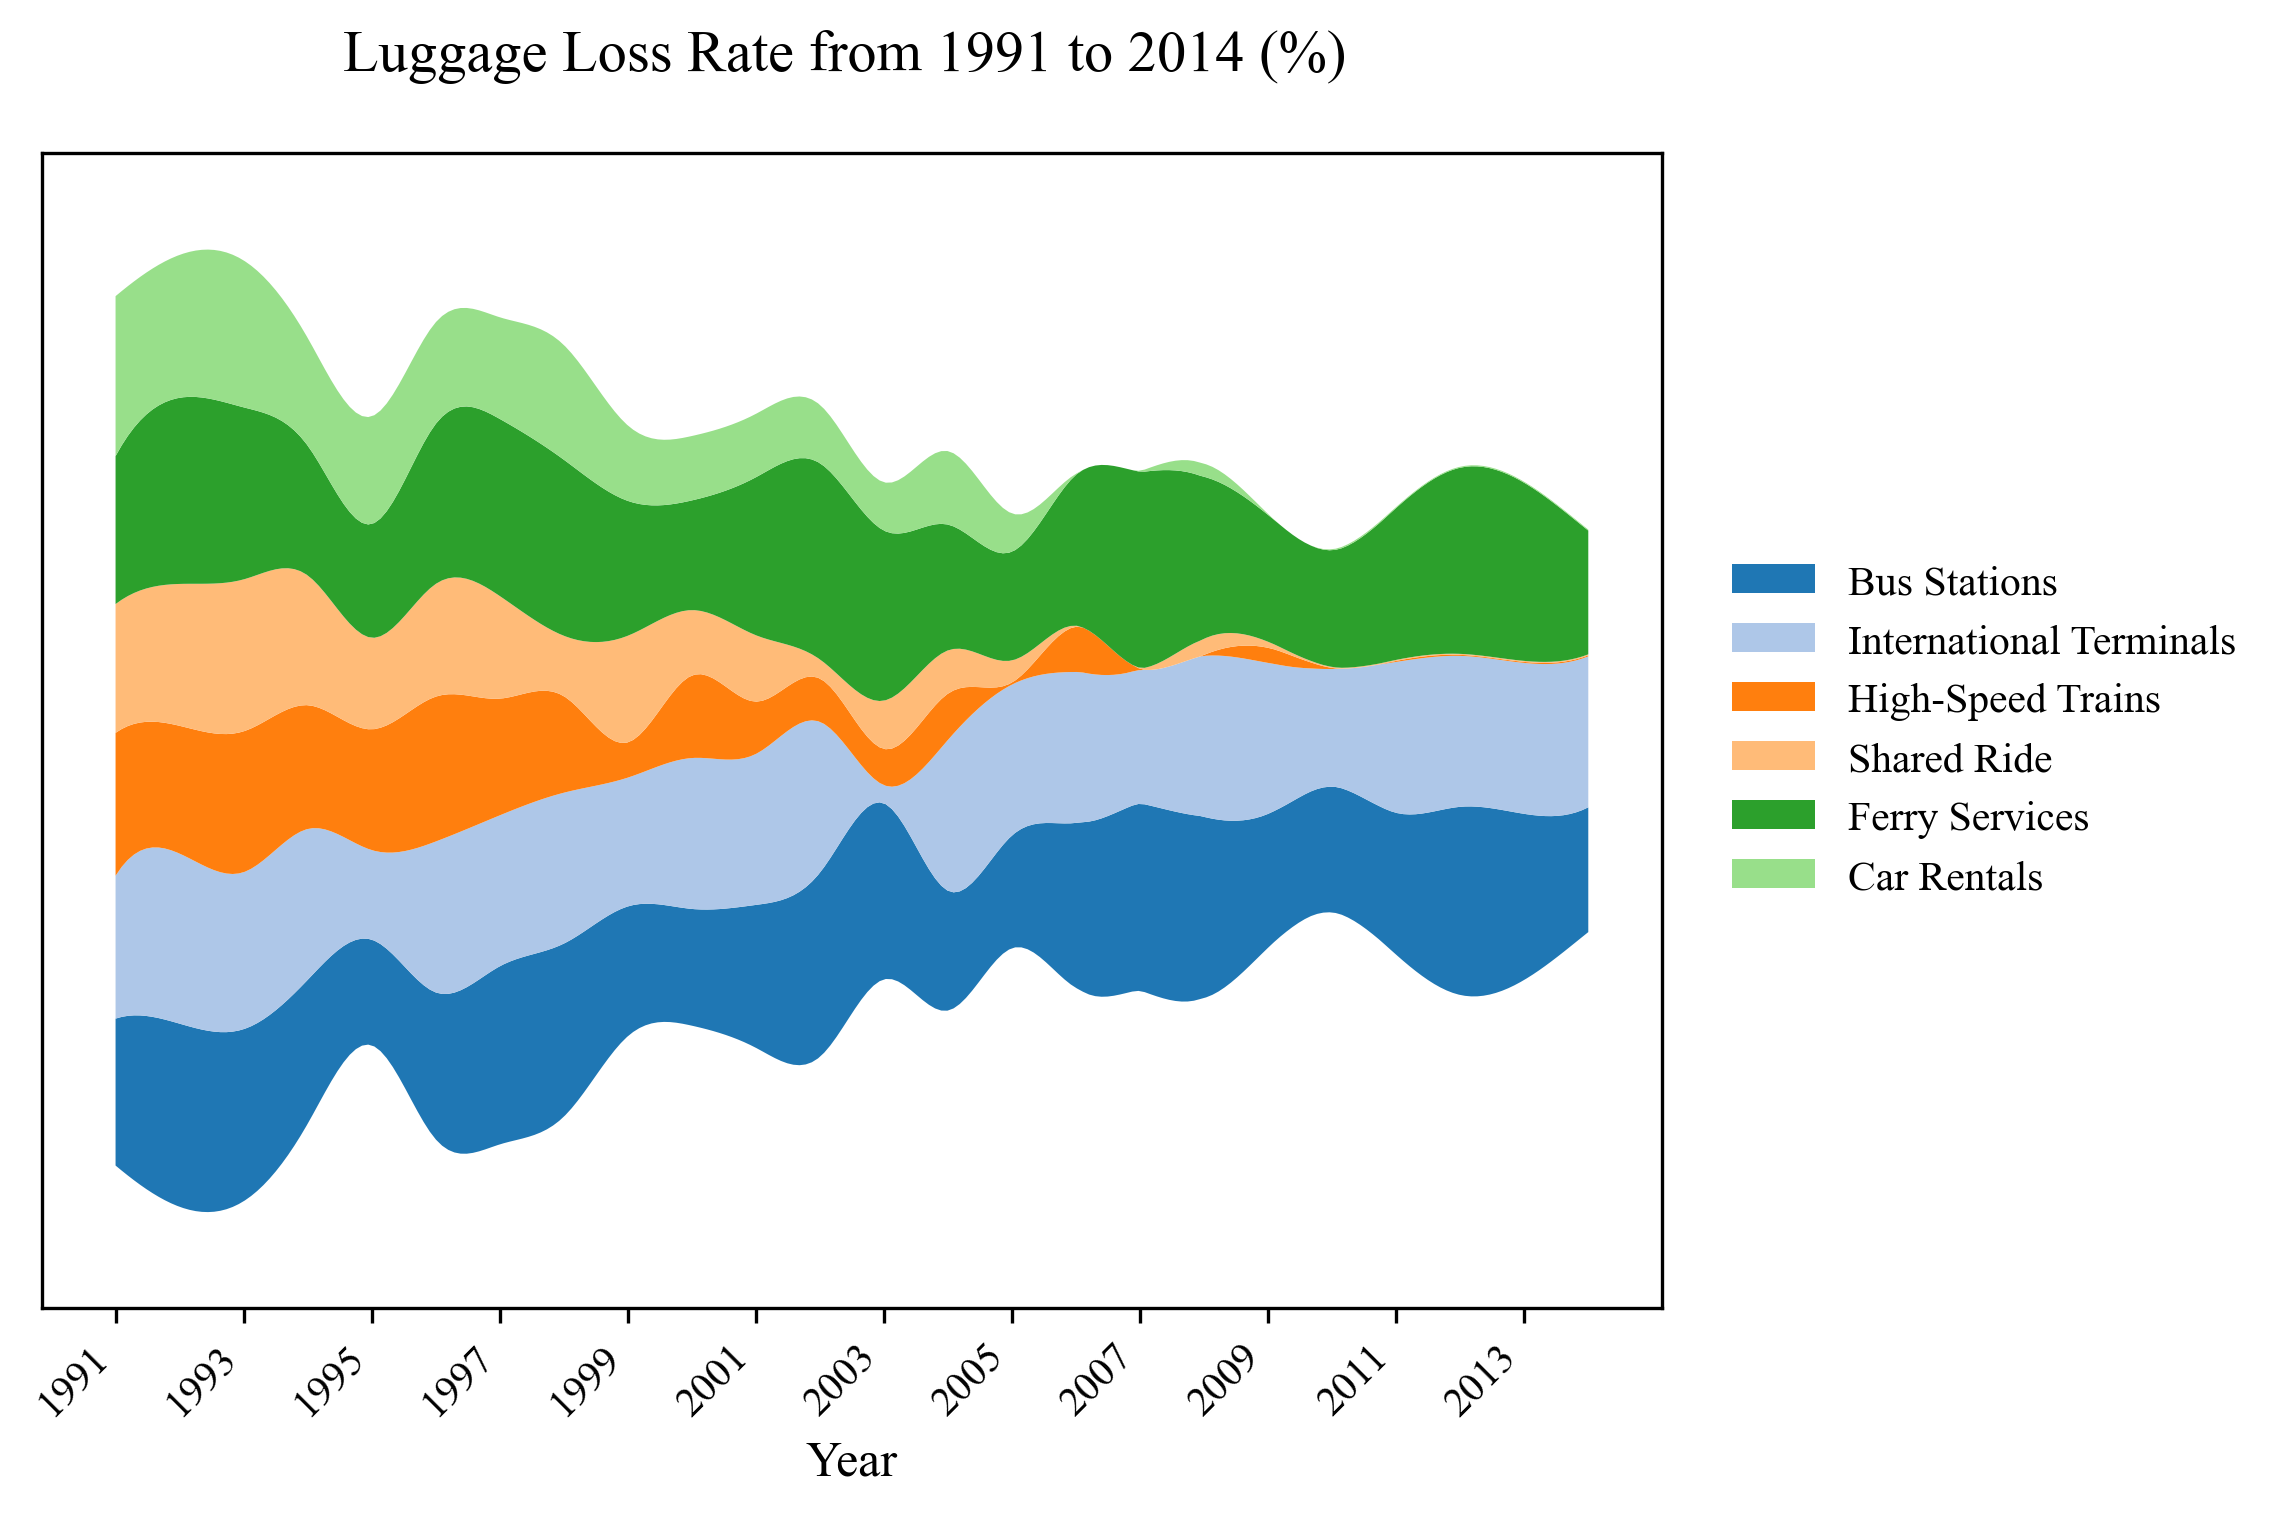 Luggage Loss Rate from 1991 to 2014 (%)
Bus Stations
International Terminals
High-Speed Trains
Shared Ride
Ferry Services
Car Rentals
1991 1993 1995 1997 1999 2001 2003 2005 2007 2009 2011 2013
Year